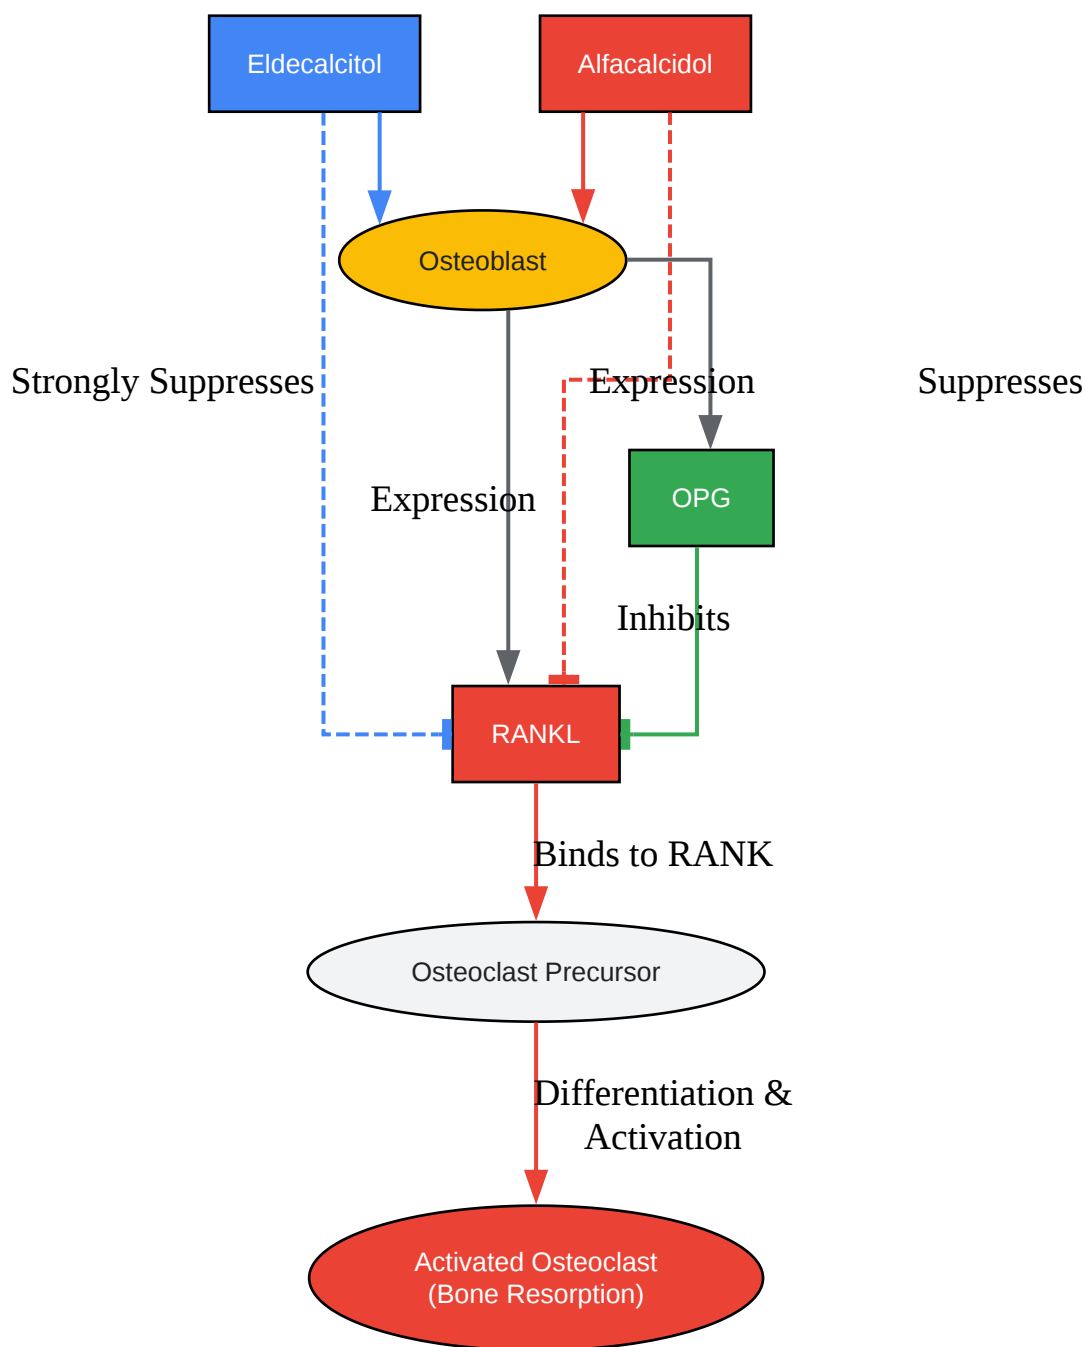 Eldecalcitol
Alfacalcidol
Osteoblast
Strongly Suppresses
Expression
Suppresses
Expression
OPG
Inhibits
RANKL
Binds to RANK
Osteoclast Precursor
Differentiation &
Activation
Activated Osteoclast
(Bone Resorption)